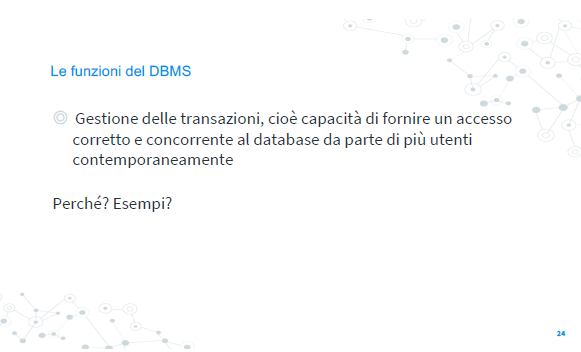 Le funzioni del DBMS
Gestione delle transazioni, cioè capacità di fornire un accesso
corretto e concorrente al database da parte di più utenti
contemporaneamente
Perché? Esempi?
24